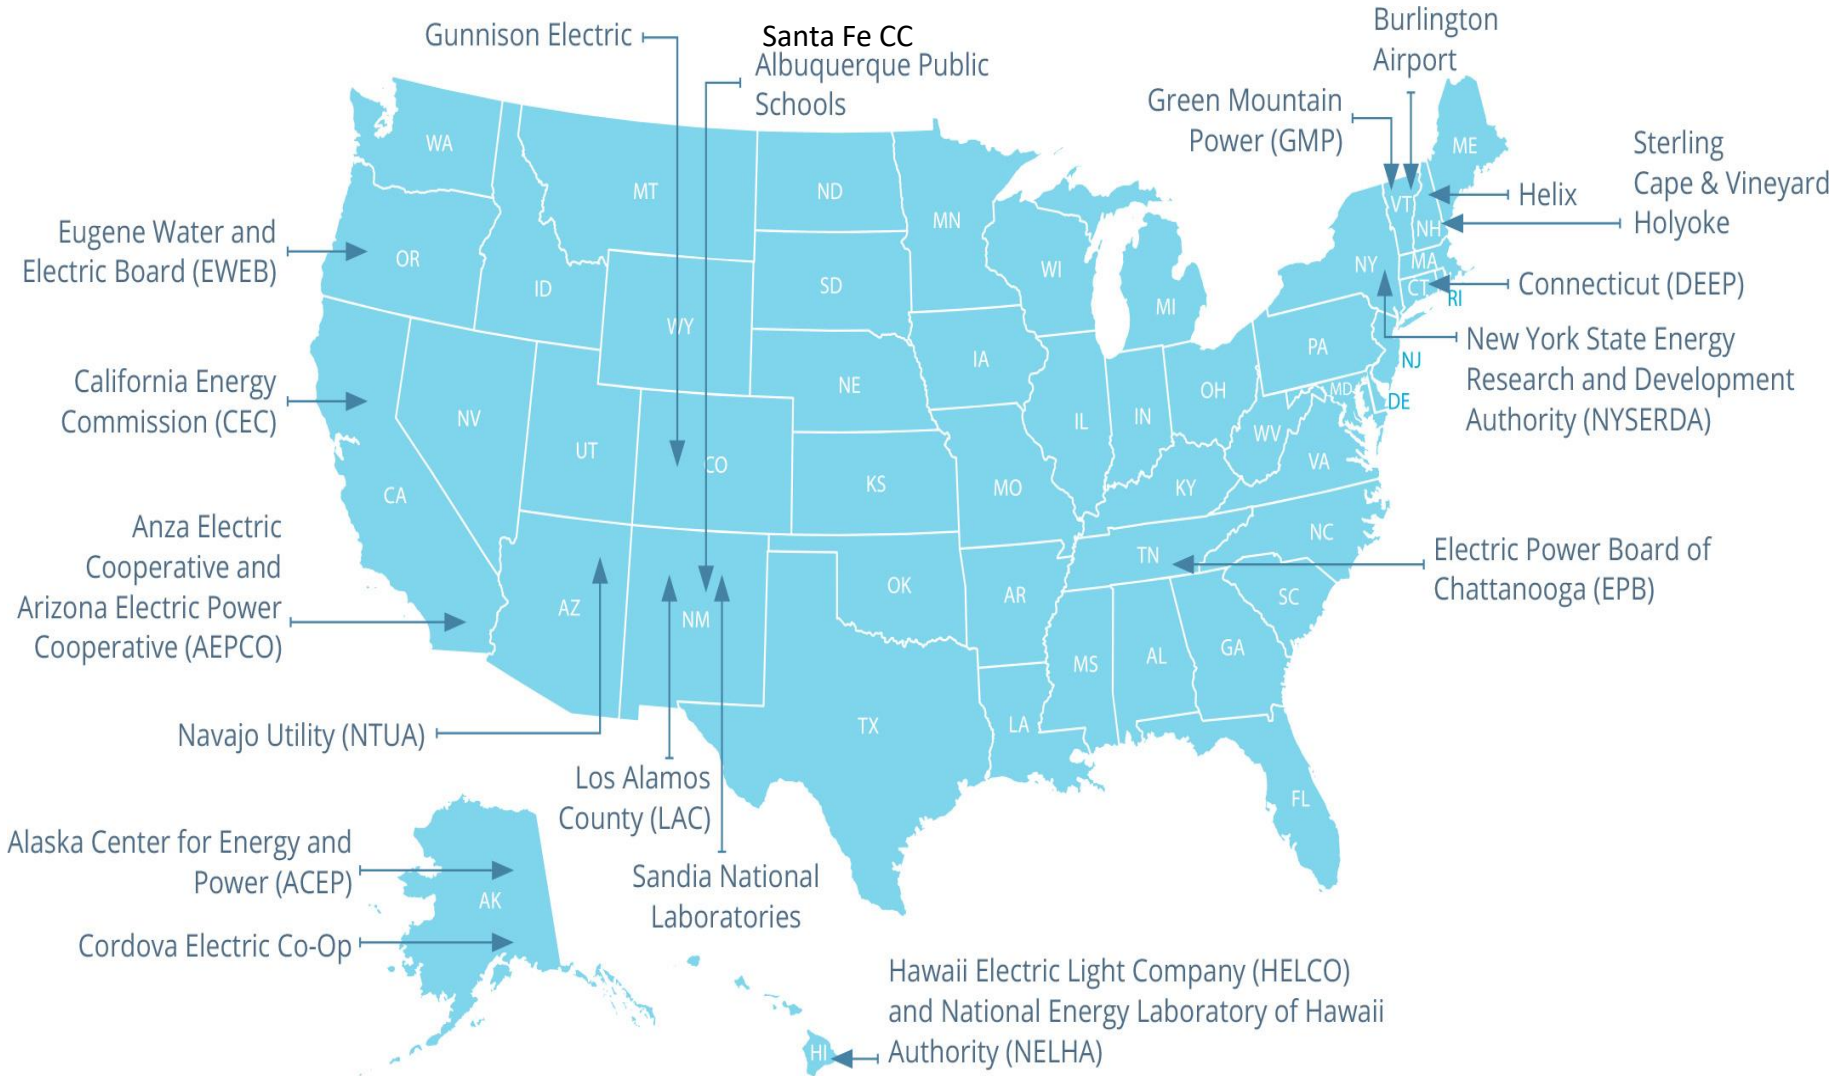 Gunnison Electric
Santa Fe CC
Albuquerque Public
Schools
Burlington
Airport
Green Mountain
Power (GMP)
Sterling
Cape & Vineyard
Holyoke
Helix
Eugene Water and
Electric Board (EWEB)
Connecticut (DEEP)
New York State Energy
Research and Development
Authority (NYSERDA)
California Energy
Commission (CEC)
Anza Electric
Cooperative and
Arizona Electric Power
Cooperative (AEPCO)
Electric Power Board of
Chattanooga (EPB)
Navajo Utility (NTUA)
Los Alamos
County (LAC)
Sandia National
Laboratories
Alaska Center for Energy and
Power (ACEP)
Cordova Electric Co-Op
Hawaii Electric Light Company (HELCO)
and National Energy Laboratory of Hawaii
Authority (NELHA)
WA
MT
ND
MN
ME
VT
NH
OR
ID
WY
SD
WI
MI
NY
MA
CT
RI
NV
UT
CO
NE
IA
IL
IN
OH
PA
NJ
MD
DE
WV
VA
CA
KS
MO
KY
NC
TN
AZ
NM
OK
AR
SC
MS
AL
GA
TX
LA
FL
AK
HI